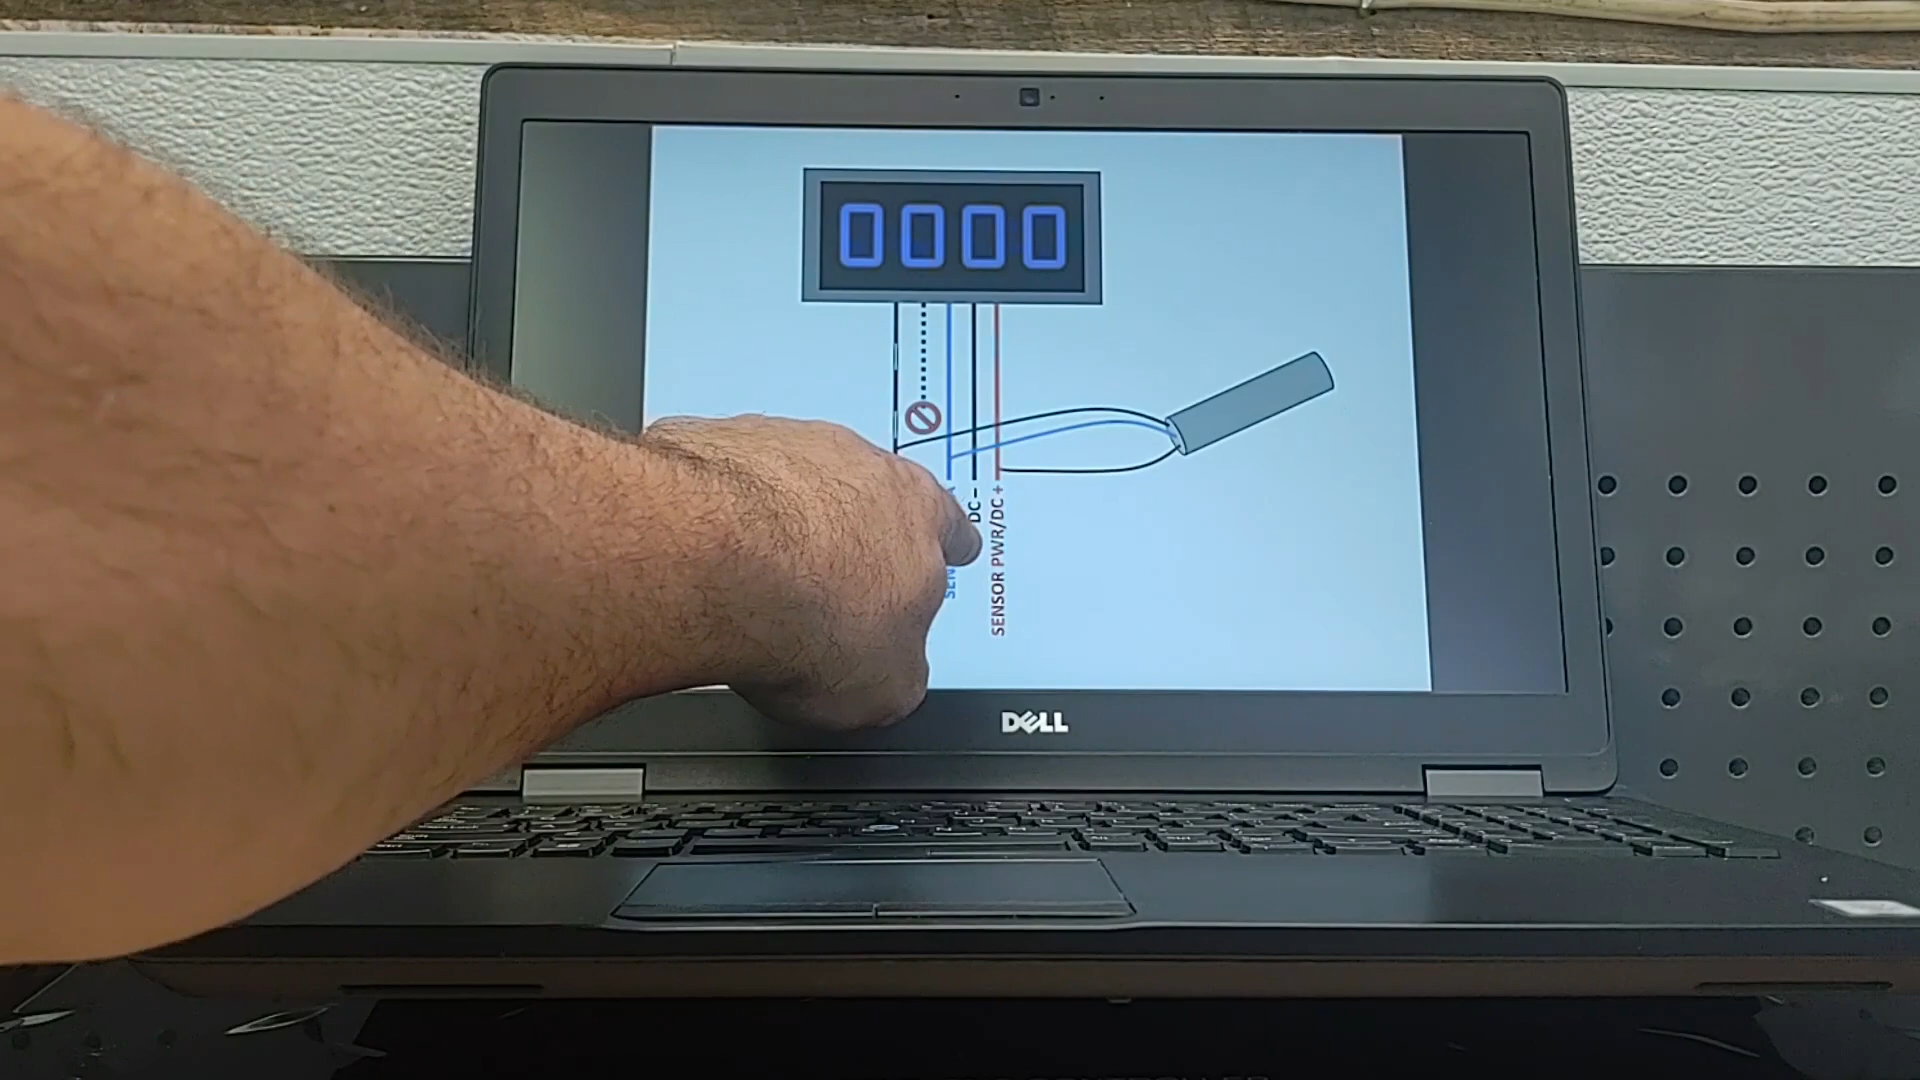 0000
DC -
SENSOR PWR/DC +
DELL